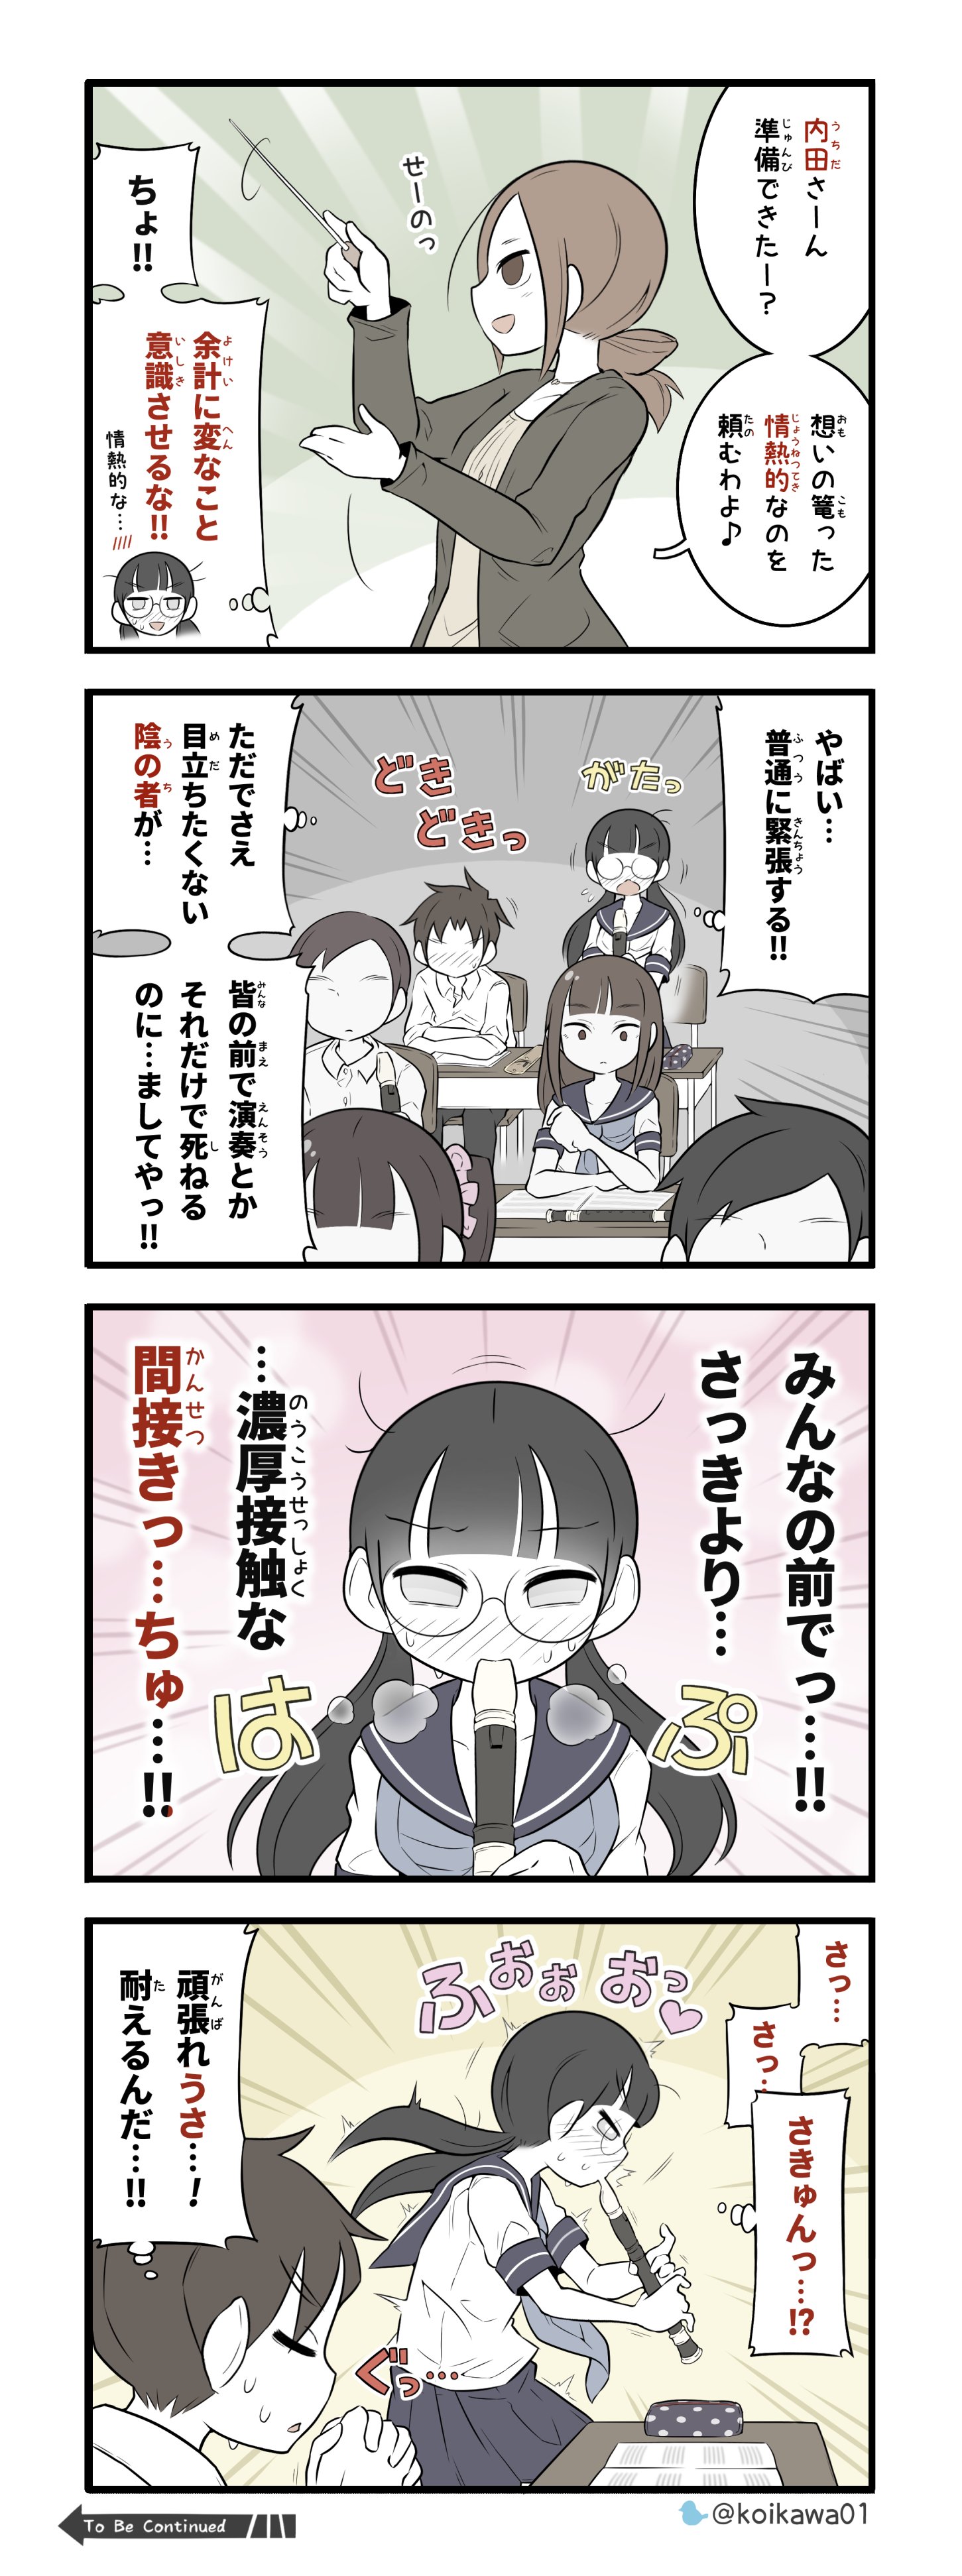 内田さーん
準備できたー？
想いの篭った
情熱的なのを
頼むわよ♪
せーのっ
ちょ!!
余計に変なこと
意識させるな!!
情熱的な…
やばい…
普通に緊張する!!
がたっ
どき
どきっ
ただでさえ
目立ちたくない
陰の者が…
皆の前で演奏とか
それだけで死ねる
のに…ましてやっ!!
みんなの前でっ…!!
さっきより…
…濃厚接触な
間接きっ…ちゅ…!!
ぷ
は
さっ…
さっ…
さきゅんっ…!?
ふぉぉぉっ♥
頑張れうさ…!
耐えるんだ…!!
ぐっ…
To Be Continued
@koikawa01